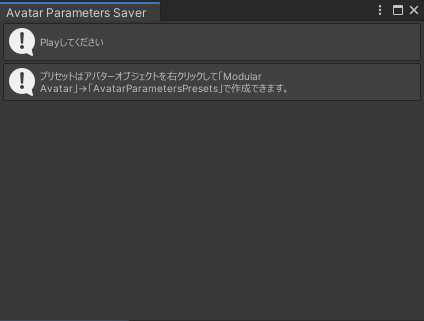 Avatar Parameters Saver
Playしてください
プリセットはアバターオブジェクトを右クリックして「Modular
Avatar」→「AvatarParametersPresets」で作成できます。